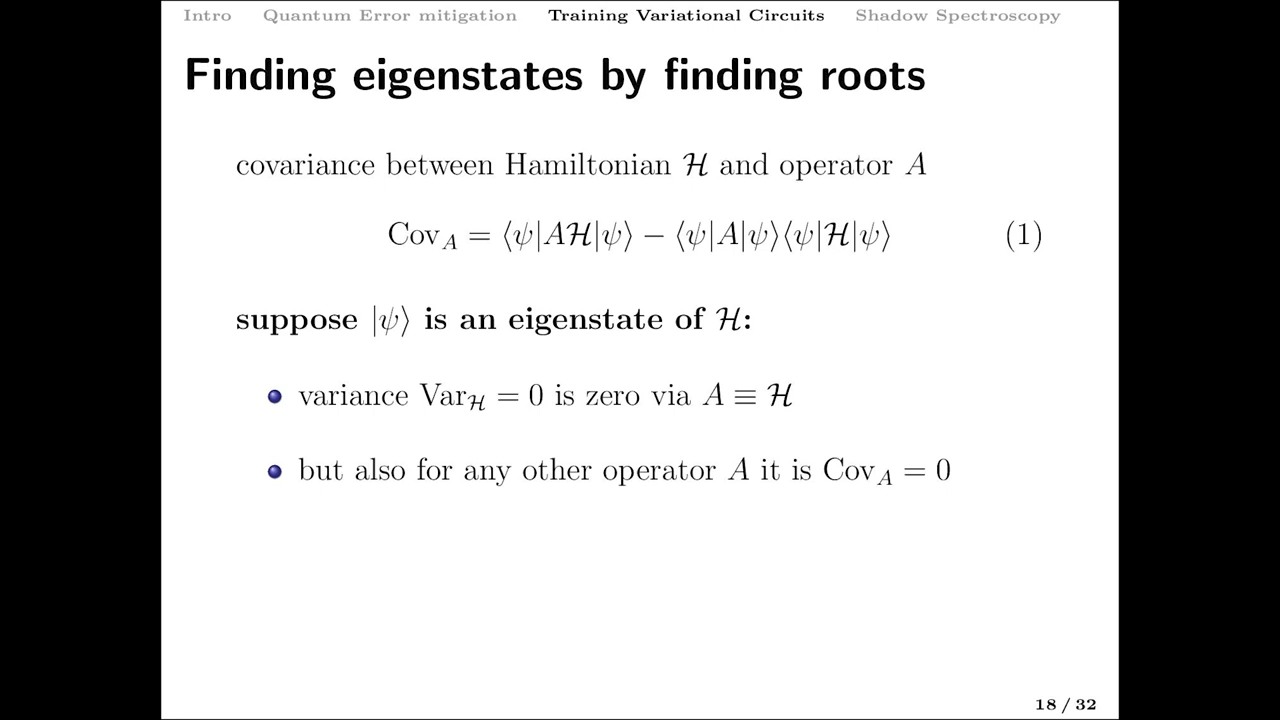 Intro Quantum Error mitigation Training Variational Circuits Shadow Spectroscopy
Finding eigenstates by finding roots
covariance between Hamiltonian ℋ and operator A
Cov_A = ⟨ψ|Aℋ|ψ⟩ − ⟨ψ|A|ψ⟩⟨ψ|ℋ|ψ⟩ (1)
suppose |ψ⟩ is an eigenstate of ℋ:
variance Var_ℋ = 0 is zero via A ≡ ℋ
but also for any other operator A it is Cov_A = 0
18 / 32